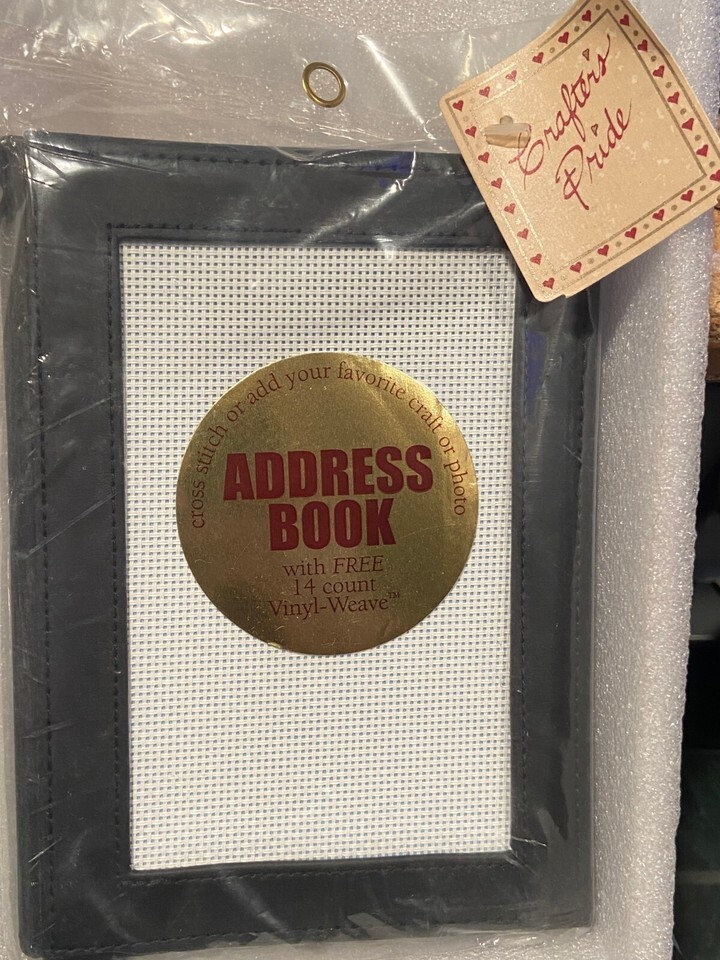 Crafter's
Pride
cross stitch or add your favorite craft or photo
ADDRESS
BOOK
with FREE
14 count
Vinyl-Weave™